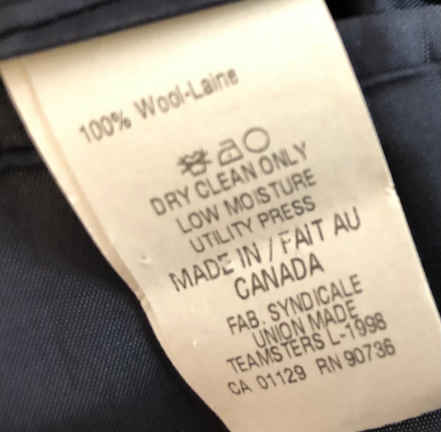 100% Wool-Laine
DRY CLEAN ONLY
LOW MOISTURE
UTILITY PRESS
MADE IN / FAIT AU
CANADA
FAB. SYNDICALE
UNION MADE
TEAMSTERS L-1998
CA 01129 RN 90736